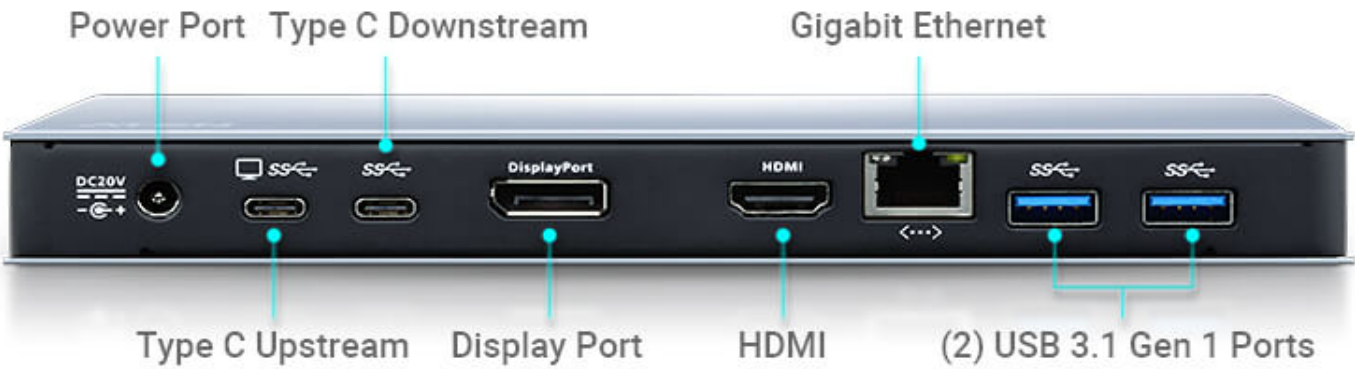 Power Port
Type C Downstream
Gigabit Ethernet
DC20V
DisplayPort
HDMI
Type C Upstream
Display Port
HDMI
(2) USB 3.1 Gen 1 Ports